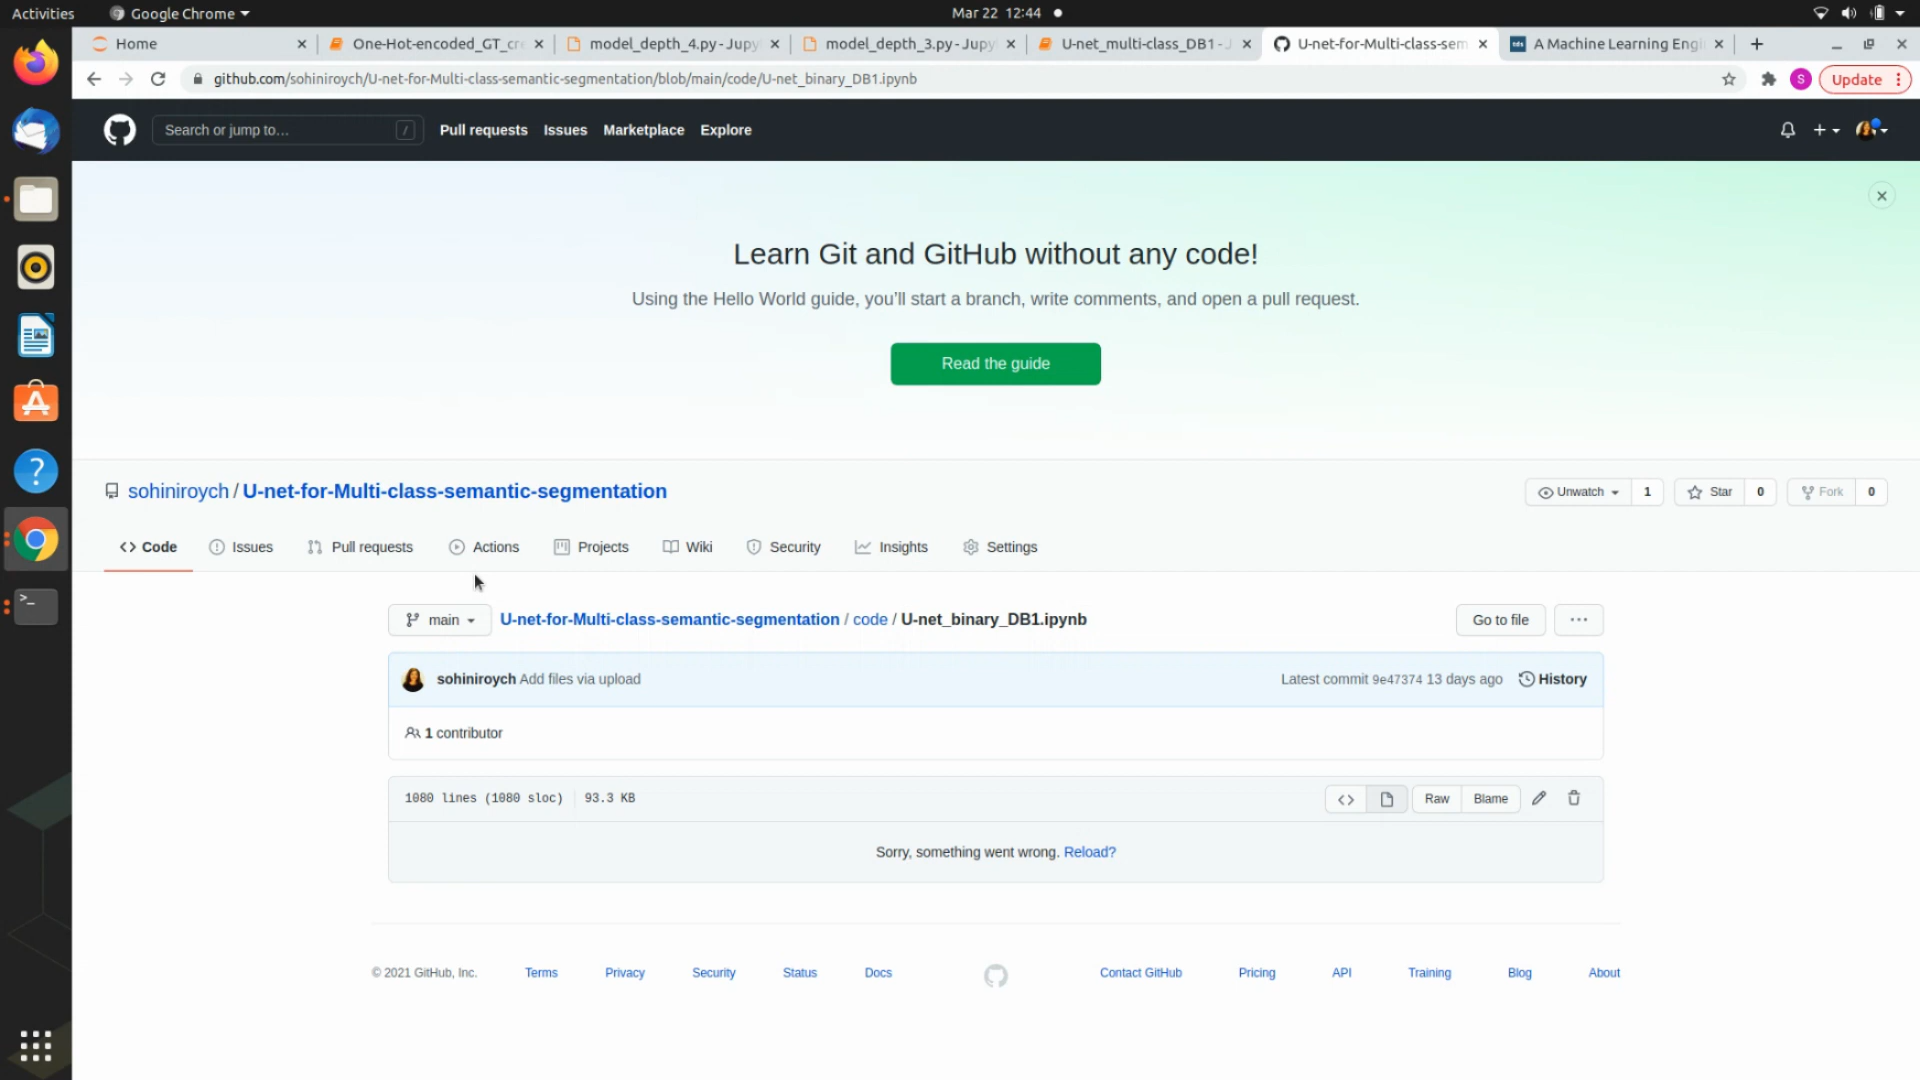 Activities
Google Chrome
Mar 22 12:44
Home
One-Hot-encoded_GT_cre
model_depth_4.py - Jupy
model_depth_3.py - Jupy
U-net_multi-class_DB1 - J
U-net-for-Multi-class-sem
A Machine Learning Engi
github.com/sohiniroych/U-net-for-Multi-class-semantic-segmentation/blob/main/code/U-net_binary_DB1.ipynb
S
Update
Search or jump to…
/
Pull requests
Issues
Marketplace
Explore
Learn Git and GitHub without any code!
Using the Hello World guide, you’ll start a branch, write comments, and open a pull request.
Read the guide
sohiniroych / U-net-for-Multi-class-semantic-segmentation
Unwatch 1
Star 0
Fork 0
Code
Issues
Pull requests
Actions
Projects
Wiki
Security
Insights
Settings
main
U-net-for-Multi-class-semantic-segmentation / code / U-net_binary_DB1.ipynb
Go to file
sohiniroych Add files via upload
Latest commit 9e47374 13 days ago
History
1 contributor
1080 lines (1080 sloc) 93.3 KB
Raw
Blame
Sorry, something went wrong. Reload?
© 2021 GitHub, Inc.
Terms
Privacy
Security
Status
Docs
Contact GitHub
Pricing
API
Training
Blog
About